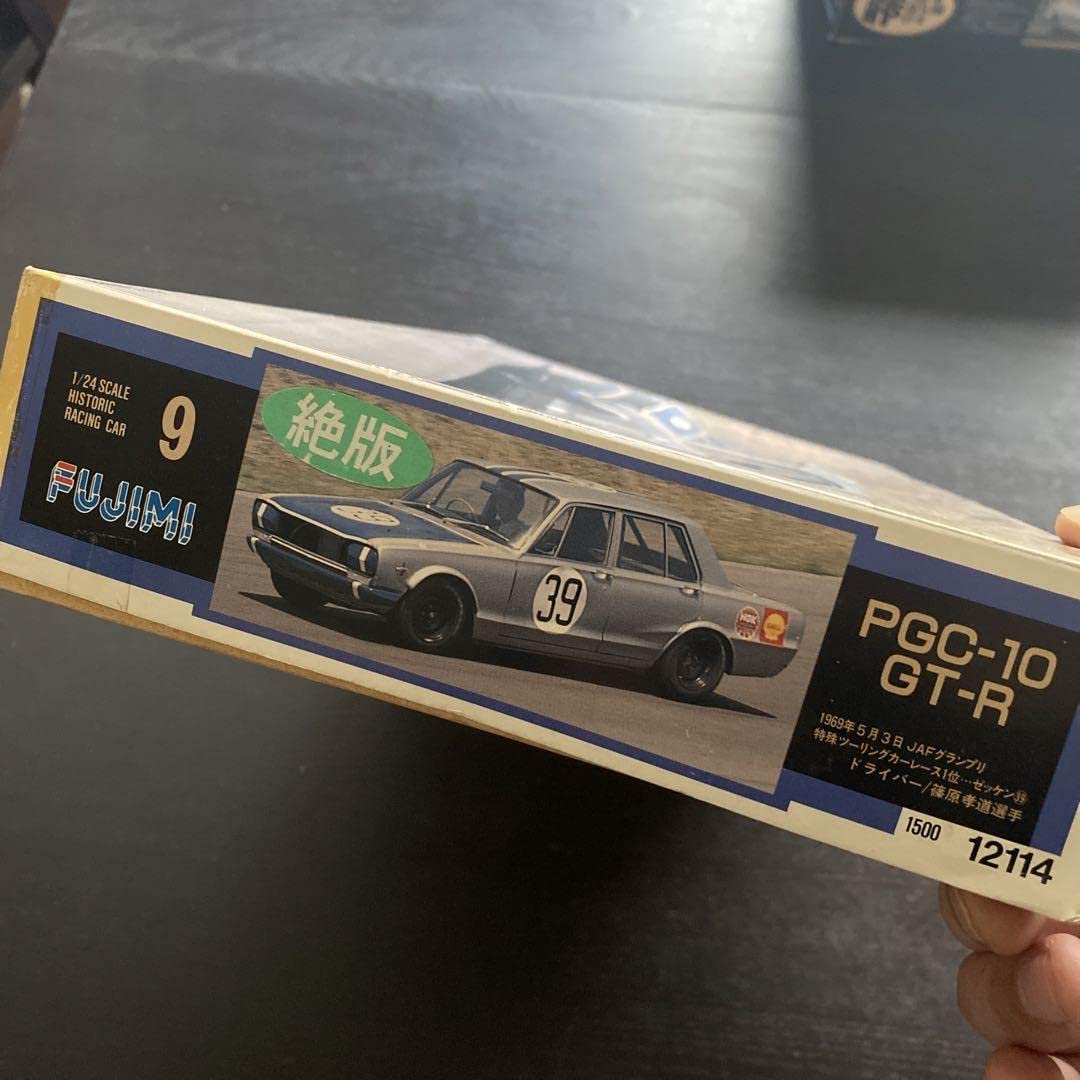 1/24 SCALE
HISTORIC
RACING CAR
9
FUJIMI
絶版
39
NGK
PGC-10
GT-R
1969年5月3日 JAFグランプリ
特殊ツーリングカーレース1位…ゼッケン㊴
ドライバー/篠原孝道選手
1500
12114